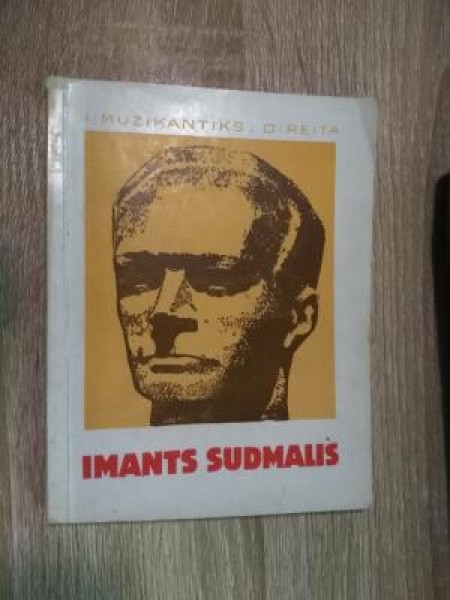 I. MUZIKANTIKS, D. REITA
IMANTS SUDMALIS